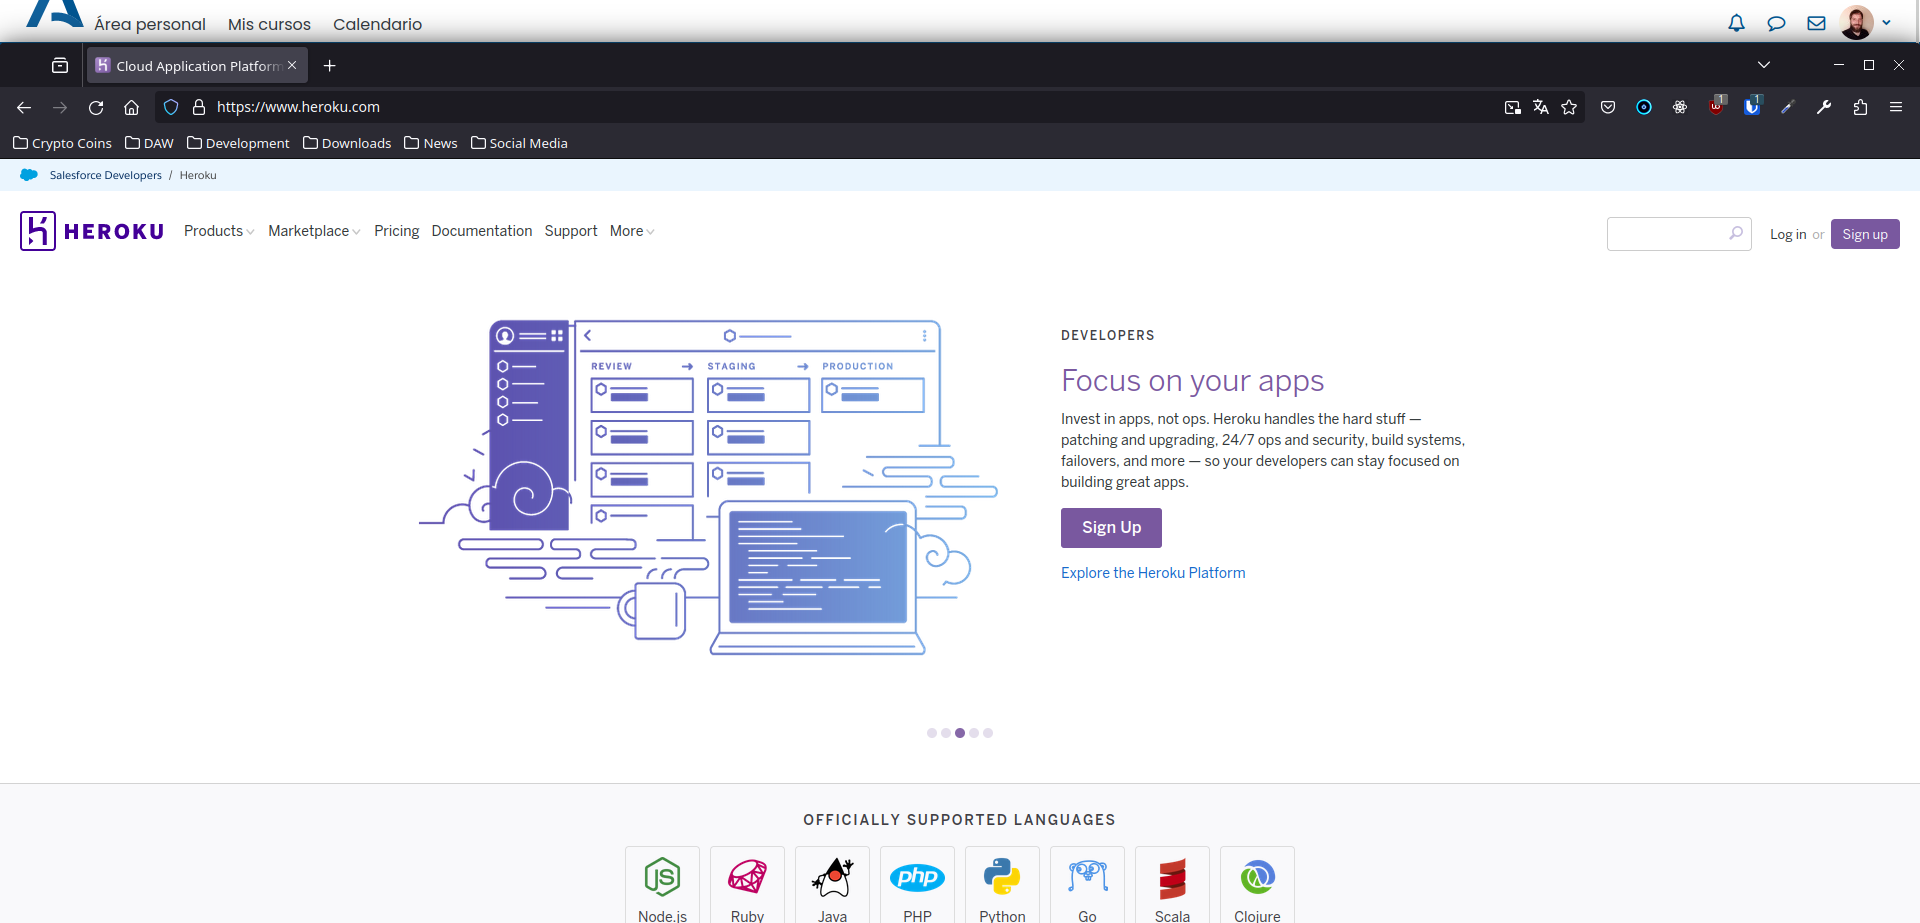 Área personal Mis cursos Calendario
Cloud Application Platform
https://www.heroku.com
1 1
Crypto Coins DAW Development Downloads News Social Media
Salesforce Developers / Heroku
HEROKU Products Marketplace Pricing Documentation Support More Log in or Sign up
REVIEW STAGING PRODUCTION
DEVELOPERS
Focus on your apps
Invest in apps, not ops. Heroku handles the hard stuff —
patching and upgrading, 24/7 ops and security, build systems,
failovers, and more — so your developers can stay focused on
building great apps.
Sign Up
Explore the Heroku Platform
OFFICIALLY SUPPORTED LANGUAGES
JS php
Node.js Ruby Java PHP Python Go Scala Clojure